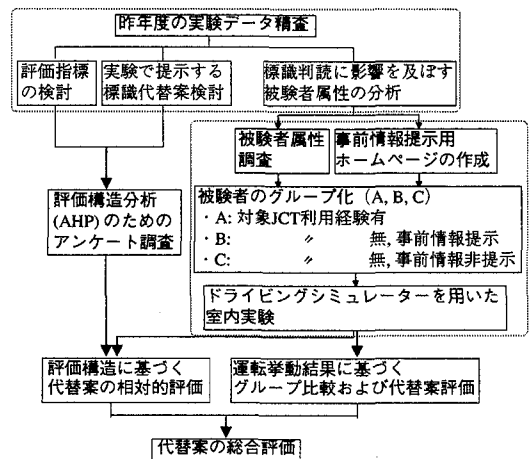 昨年度の実験データ精査
評価指標
の検討
実験で提示する
標識代替案検討
標識判読に影響を及ぼす
被験者属性の分析
被験者属性
調査
事前情報提示用
ホームページの作成
被験者のグループ化（A, B, C）
・A: 対象JCT利用経験有
・B: 〃 無, 事前情報提示
・C: 〃 無, 事前情報非提示
評価構造分析
(AHP) のための
アンケート調査
ドライビングシミュレーターを用いた
室内実験
評価構造に基づく
代替案の相対的評価
運転挙動結果に基づく
グループ比較および代替案評価
代替案の総合評価